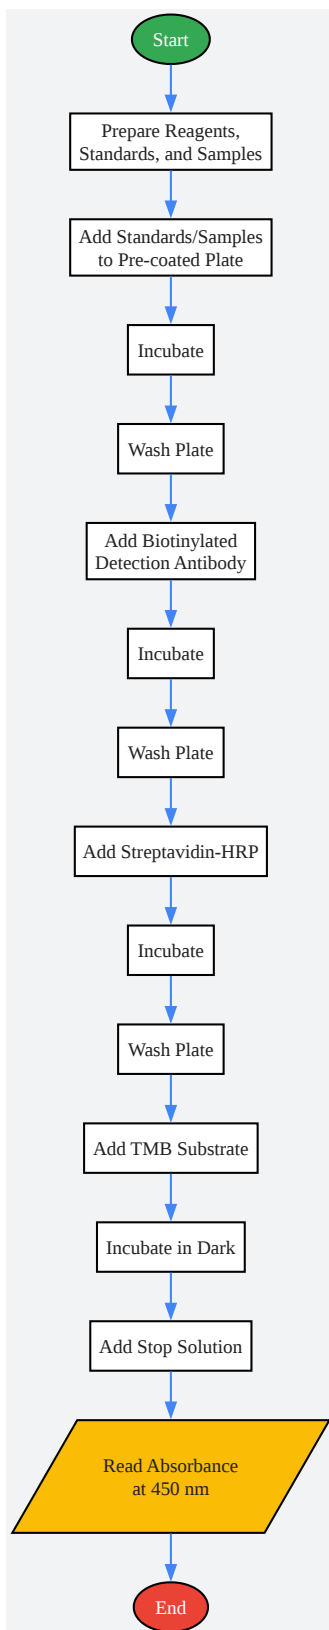 Start
Prepare Reagents,
Standards, and Samples
Add Standards/Samples
to Pre-coated Plate
Incubate
Wash Plate
Add Biotinylated
Detection Antibody
Incubate
Wash Plate
Add Streptavidin-HRP
Incubate
Wash Plate
Add TMB Substrate
Incubate in Dark
Add Stop Solution
Read Absorbance
at 450 nm
End